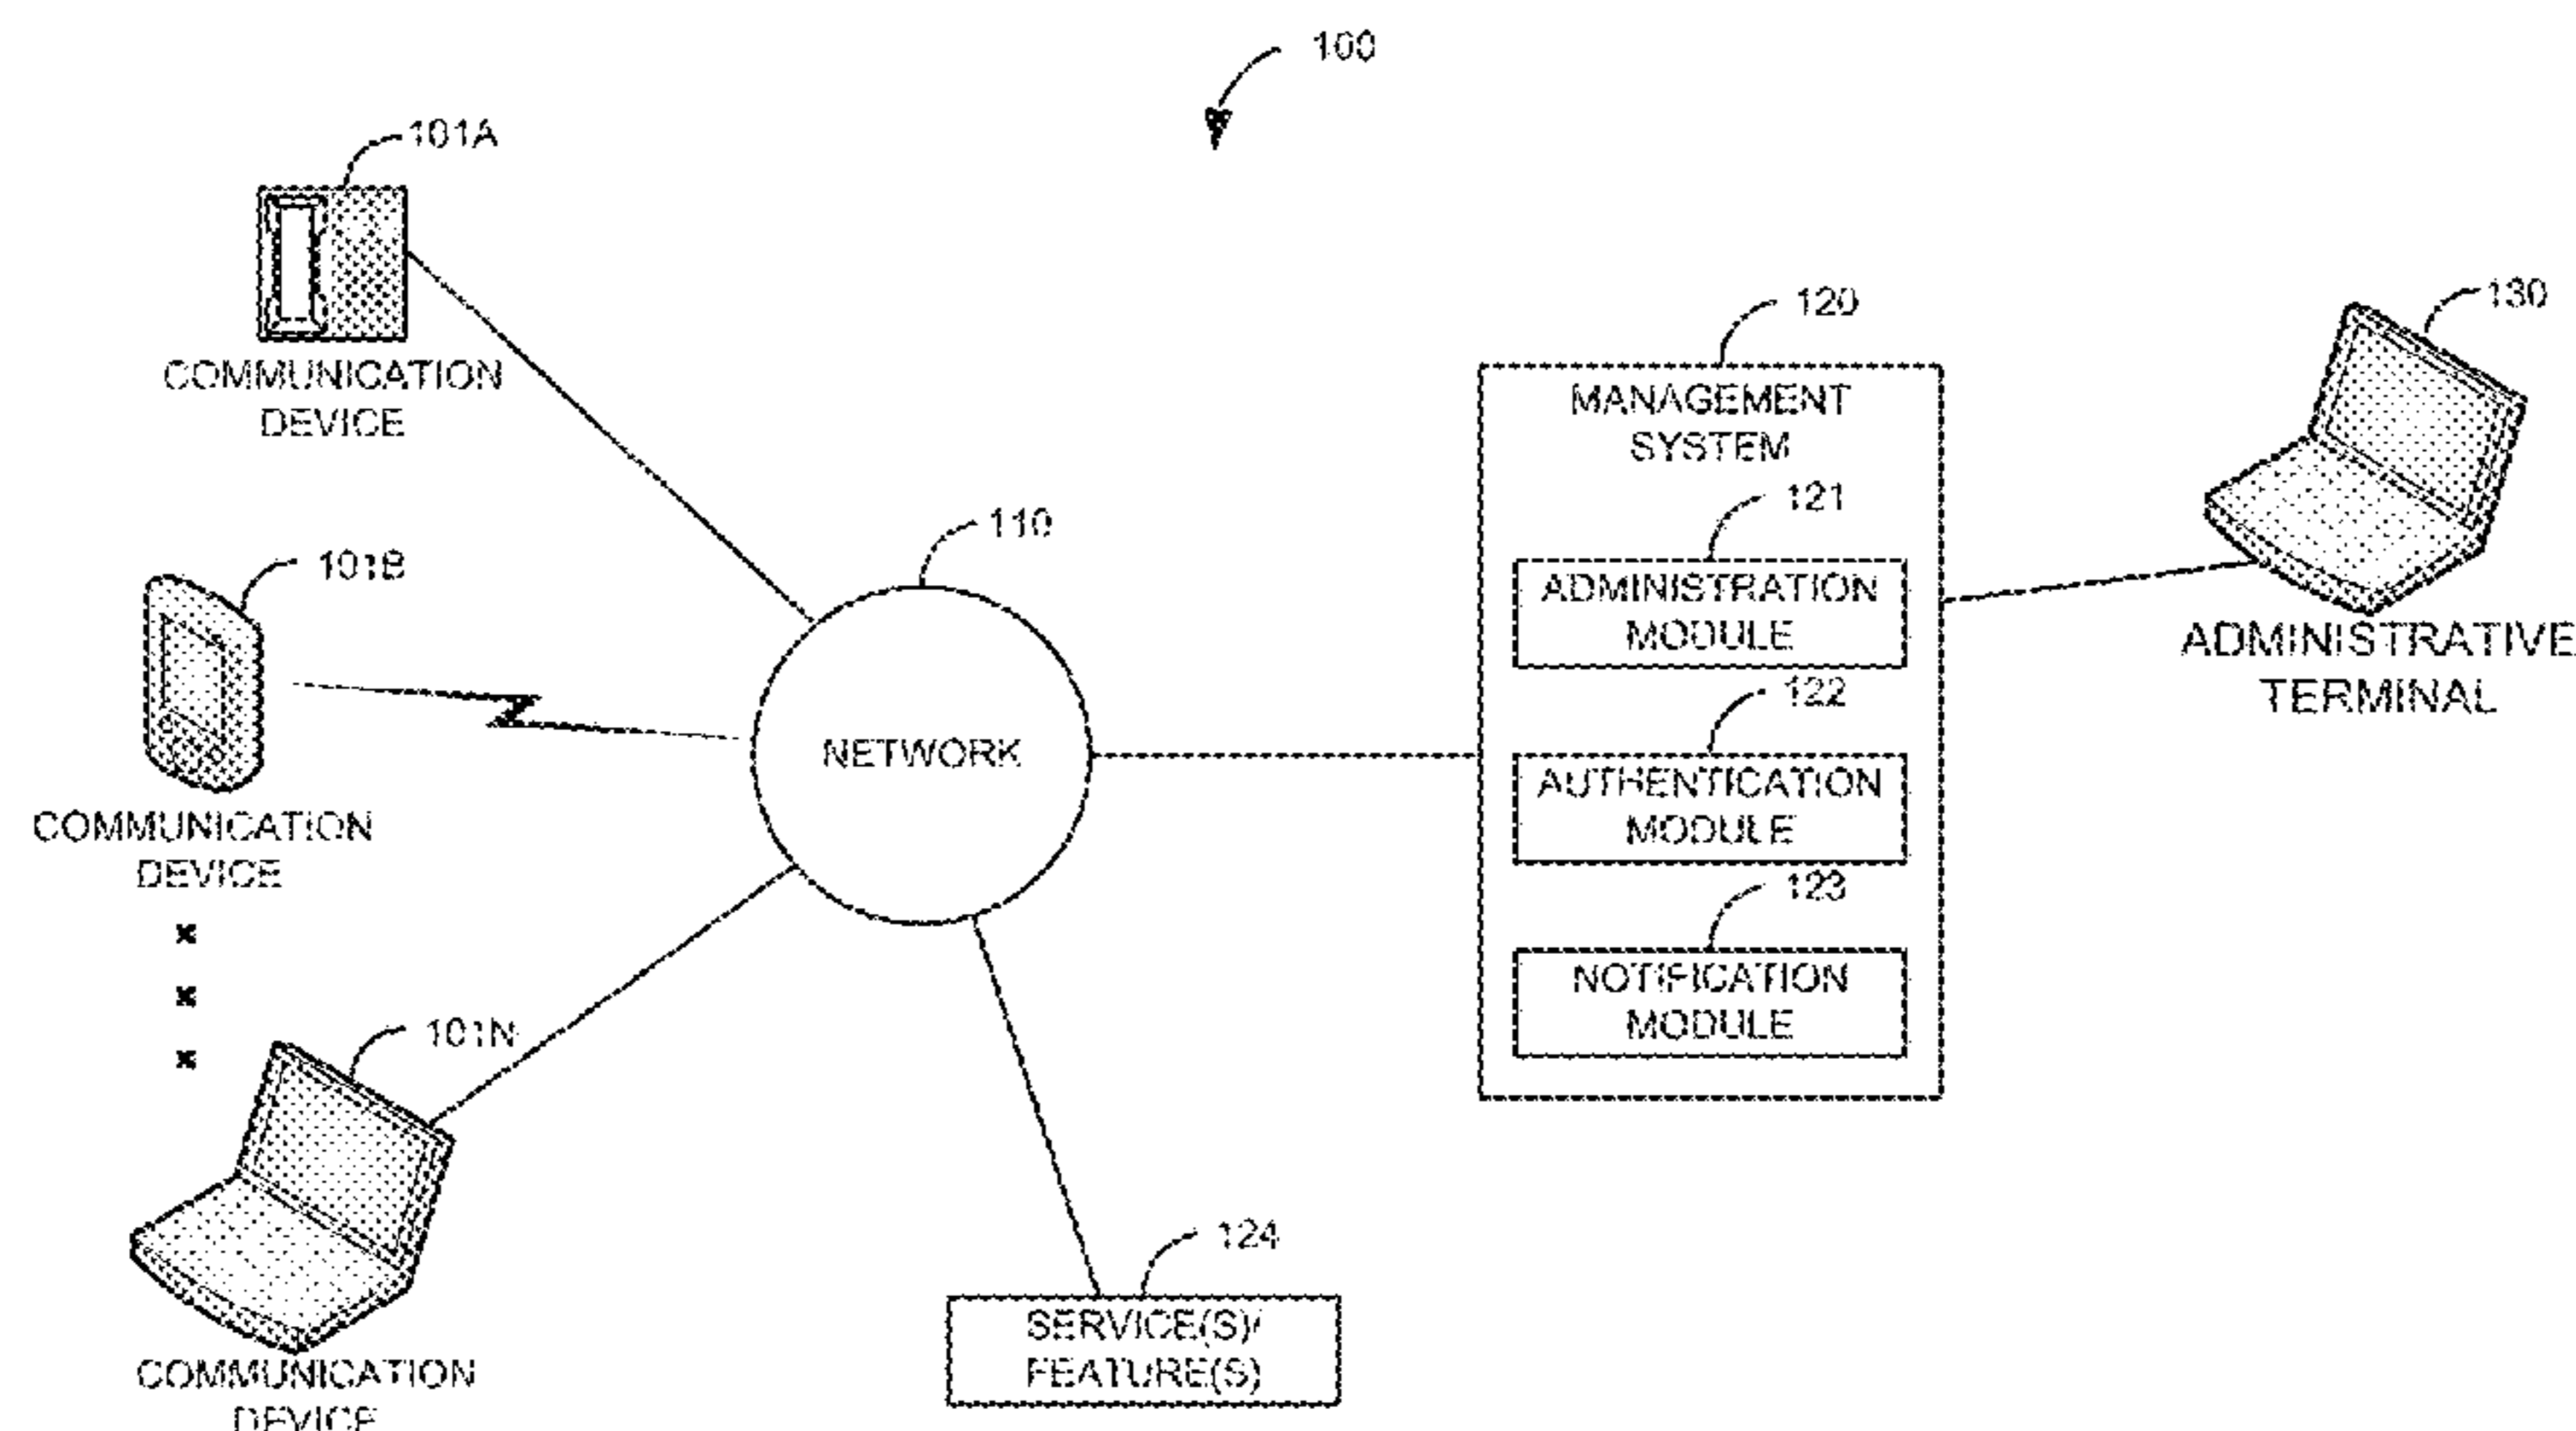 100
101A
COMMUNICATION
DEVICE
120
130
MANAGEMENT
SYSTEM
121
110
101B
ADMINISTRATION
MODULE
ADMINISTRATIVE
TERMINAL
122
NETWORK
AUTHENTICATION
MODULE
COMMUNICATION
DEVICE
123
NOTIFICATION
MODULE
101N
124
SERVICE(S)/
FEATURE(S)
COMMUNICATION
DEVICE